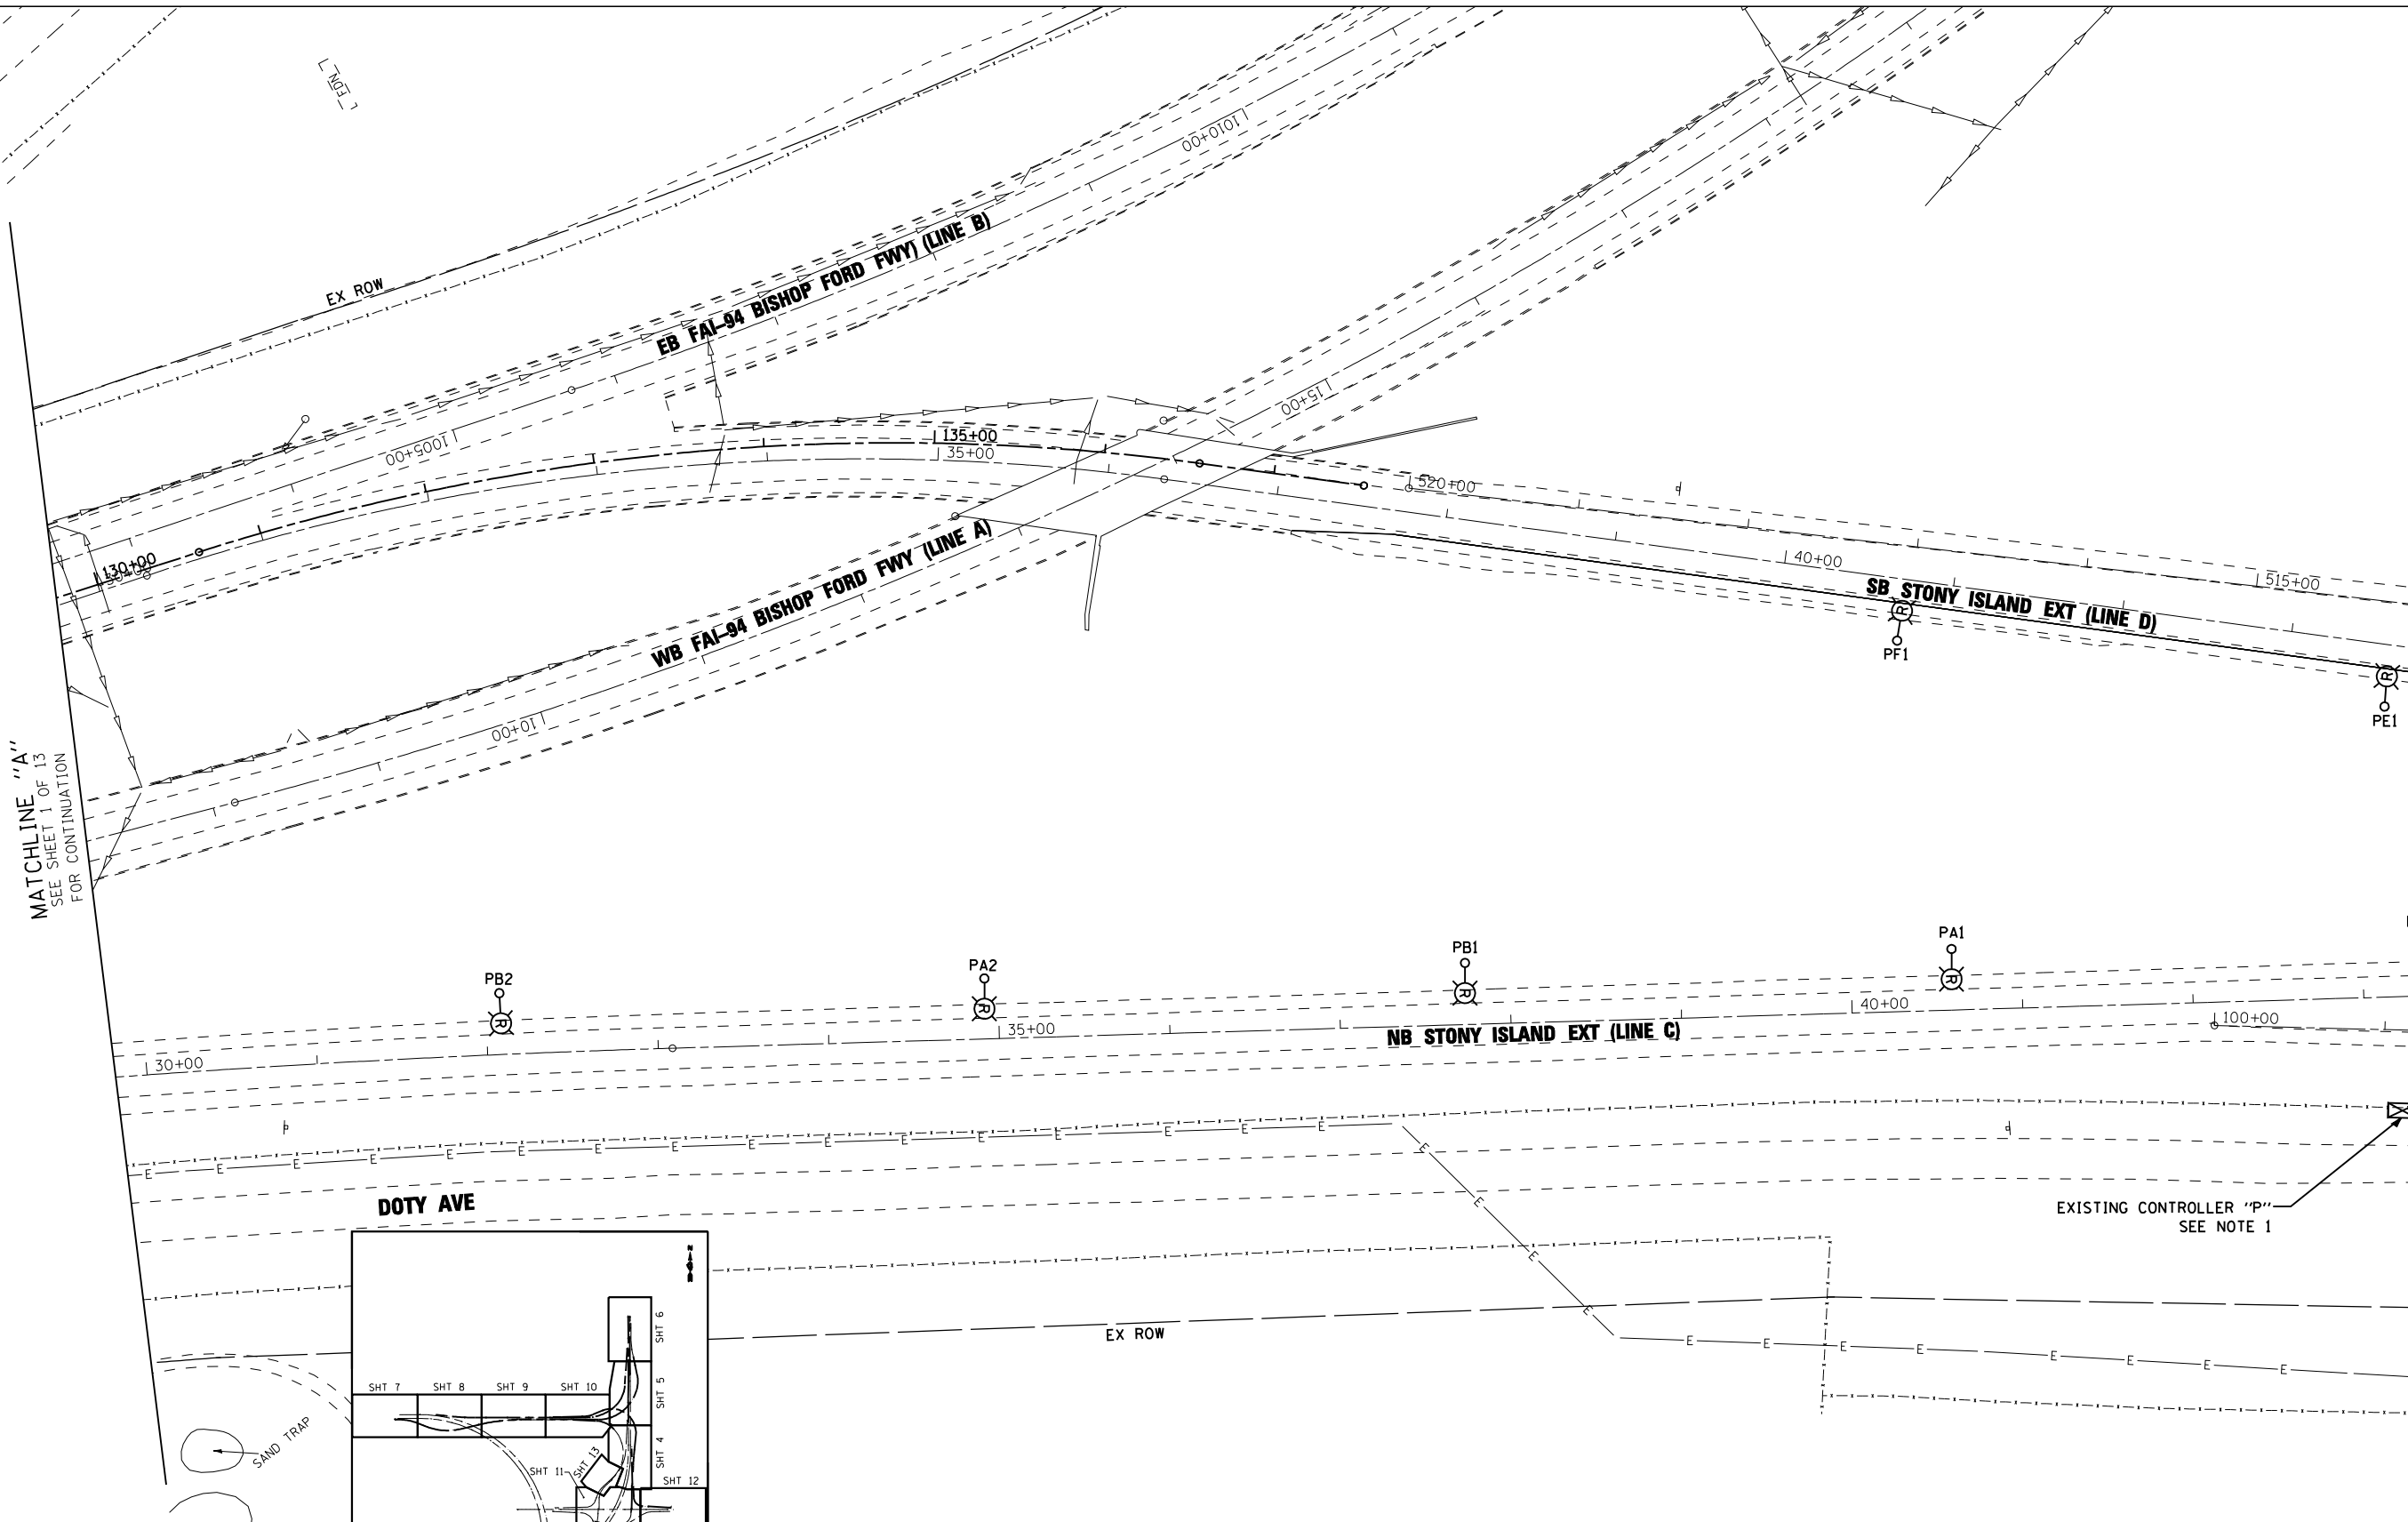 FDN
1010+00
EX ROW
EB FAI-94 BISHOP FORD FWY) (LINE B)
1005+00
135+00
35+00
15+00
520+00
130+00
40+00
515+00
SB STONY ISLAND EXT (LINE D)
WB FAI-94 BISHOP FORD FWY (LINE A)
PF1
R
PE1
R
10+00
MATCHLINE "A"
SEE SHEET 1 OF 13
FOR CONTINUATION
PB2
R
PA2
R
PB1
R
PA1
R
30+00
35+00
40+00
100+00
NB STONY ISLAND EXT (LINE C)
E E E E E E E E E E E E E E E E
E
E
E
E
DOTY AVE
EXISTING CONTROLLER "P"
SEE NOTE 1
EX ROW
E E E E E E E E
N
SHT 6
SHT 5
SHT 7
SHT 8
SHT 9
SHT 10
SHT 4
SHT 13
SHT 11
SHT 12
SAND TRAP